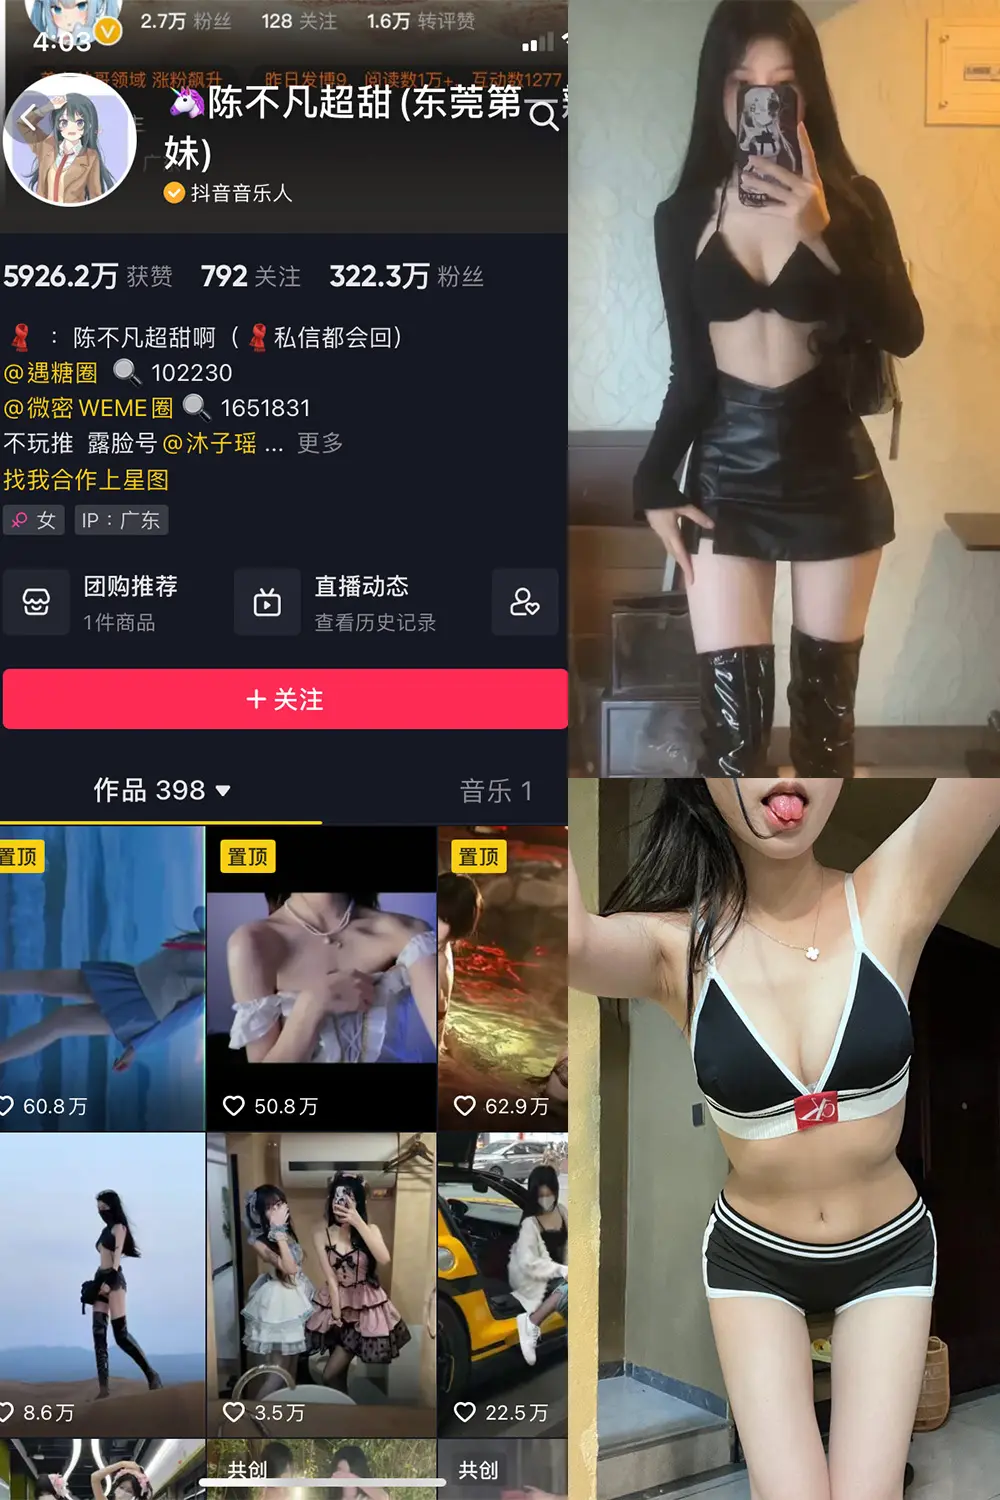 2.7万 粉丝 128 关注 1.6万 转评赞
4:03
领域 涨粉飙升 昨日发博9, 阅读数1万+, 互动数1277
陈不凡超甜(东莞第一
妹)
抖音音乐人
5926.2万 获赞 792 关注 322.3万 粉丝
: 陈不凡超甜啊 ( 私信都会回)
@遇糖圈 102230
@微密WEME圈 1651831
不玩推 露脸号@沐子瑶 ... 更多
找我合作上星图
女 IP:广东
团购推荐 直播动态
1件商品 查看历史记录
+ 关注
作品 398 音乐 1
置顶 置顶 置顶
60.8万 50.8万 62.9万
8.6万 3.5万 22.5万
共创 共创